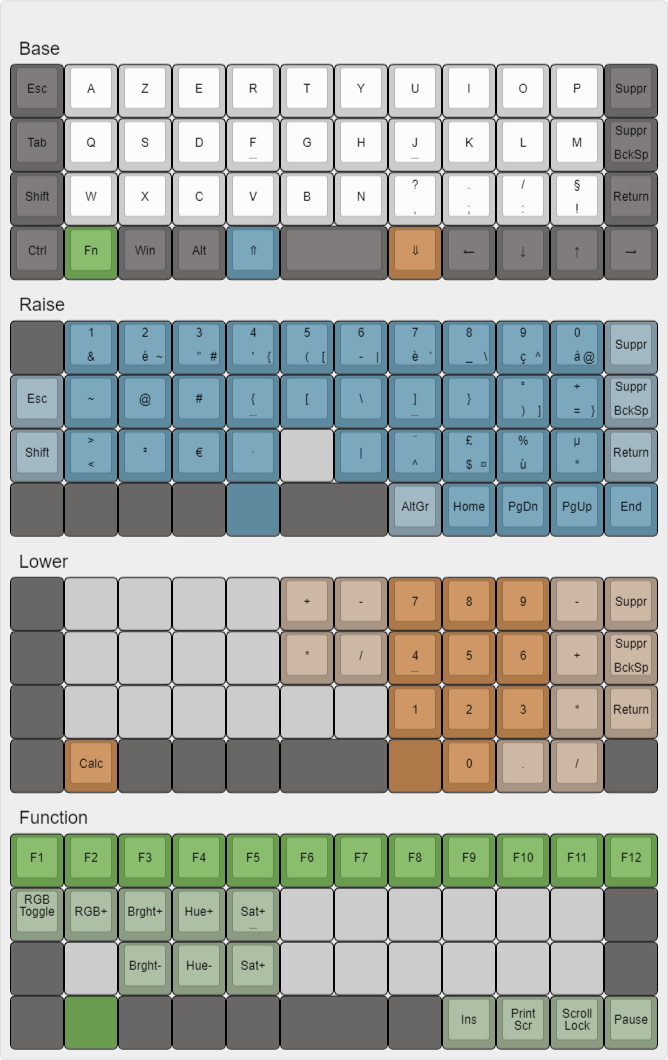 Base
Esc A Z E R T Y U I O P Suppr
Tab Q S D F _ G H J _ K L M Suppr BckSp
Shift W X C V B N ? , . ; / : § ! Return
Ctrl Fn Win Alt ⇑ ⇓ ← ↓ ↑ →
Raise
1 & 2 é ~ 3 " # 4 ' { 5 ( [ 6 - | 7 è ` 8 _ \ 9 ç ^ 0 à @ Suppr
Esc ~ @ # { _ [ \ ] _ } ° ) ] + = } Suppr BckSp
Shift > < ² € · | ¨ ^ £ $ ¤ % ù µ * Return
AltGr Home PgDn PgUp End
Lower
+ - 7 8 9 - Suppr
* / 4 _ 5 6 + Suppr BckSp
1 2 3 * Return
Calc 0 . /
Function
F1 F2 F3 F4 F5 F6 F7 F8 F9 F10 F11 F12
RGB Toggle RGB+ Brght+ Hue+ Sat+ _
Brght- Hue- Sat+
Ins Print Scr Scroll Lock Pause